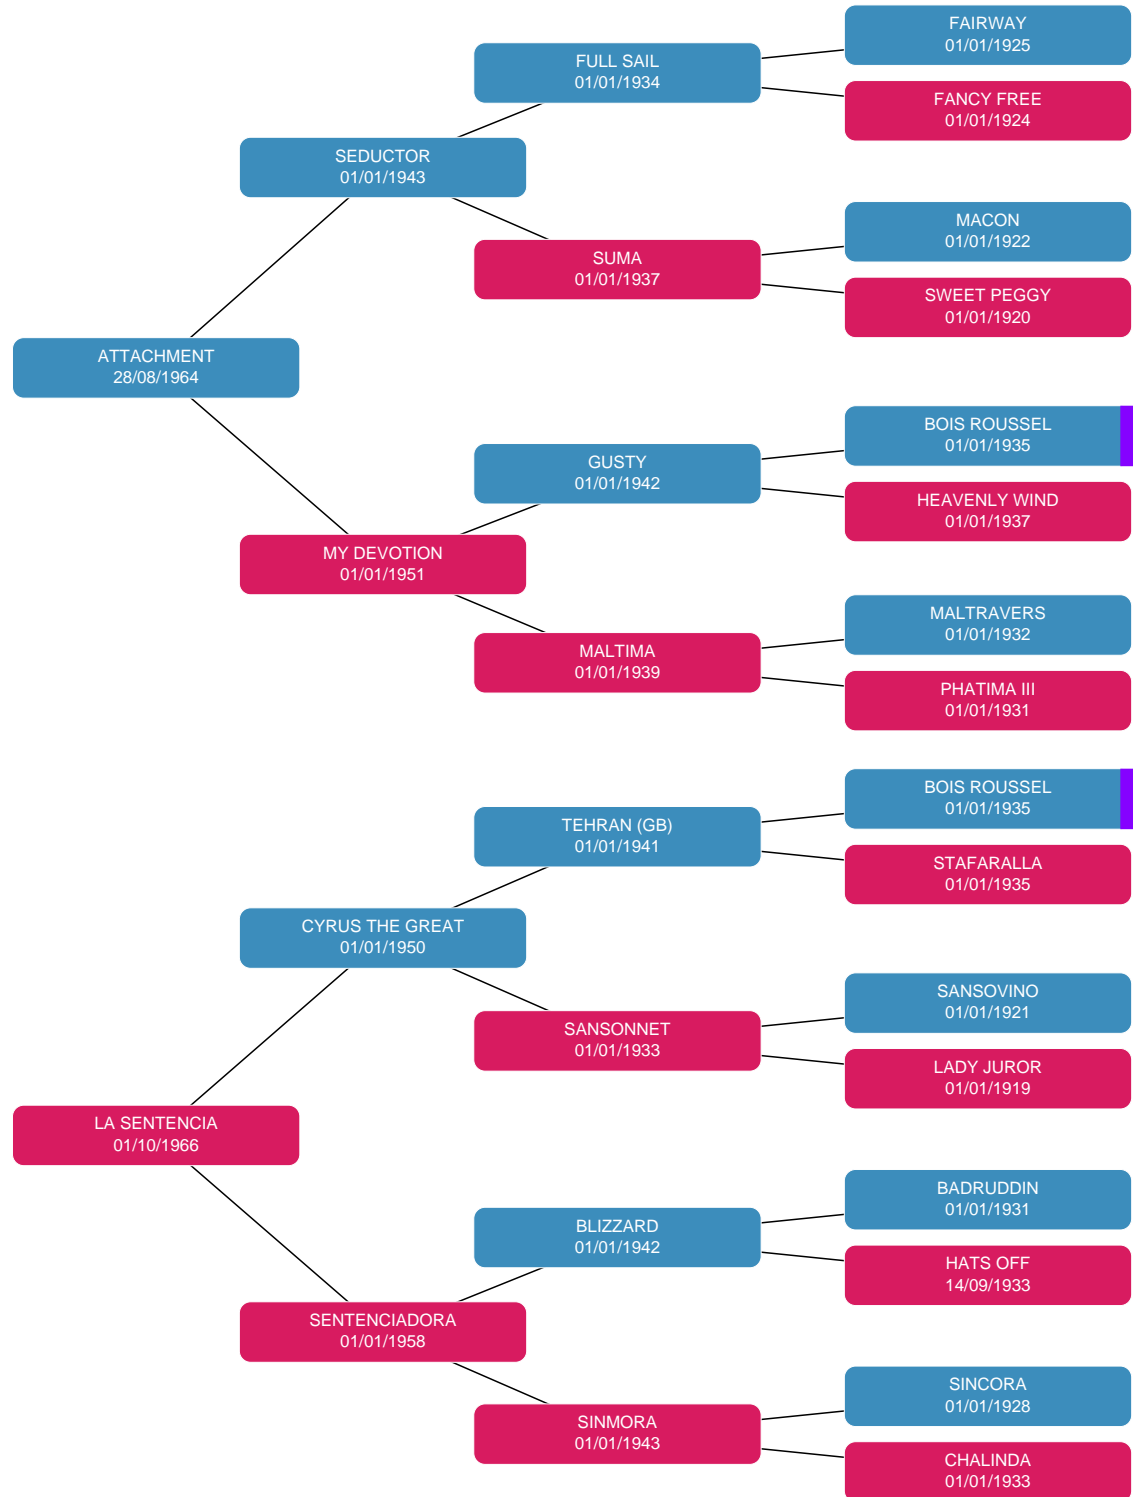 FAIRWAY
01/01/1925
FULL SAIL
01/01/1934
FANCY FREE
01/01/1924
SEDUCTOR
01/01/1943
MACON
01/01/1922
SUMA
01/01/1937
SWEET PEGGY
01/01/1920
ATTACHMENT
28/08/1964
BOIS ROUSSEL
01/01/1935
GUSTY
01/01/1942
HEAVENLY WIND
01/01/1937
MY DEVOTION
01/01/1951
MALTRAVERS
01/01/1932
MALTIMA
01/01/1939
PHATIMA III
01/01/1931
BOIS ROUSSEL
01/01/1935
TEHRAN (GB)
01/01/1941
STAFARALLA
01/01/1935
CYRUS THE GREAT
01/01/1950
SANSOVINO
01/01/1921
SANSONNET
01/01/1933
LADY JUROR
01/01/1919
LA SENTENCIA
01/10/1966
BADRUDDIN
01/01/1931
BLIZZARD
01/01/1942
HATS OFF
14/09/1933
SENTENCIADORA
01/01/1958
SINCORA
01/01/1928
SINMORA
01/01/1943
CHALINDA
01/01/1933